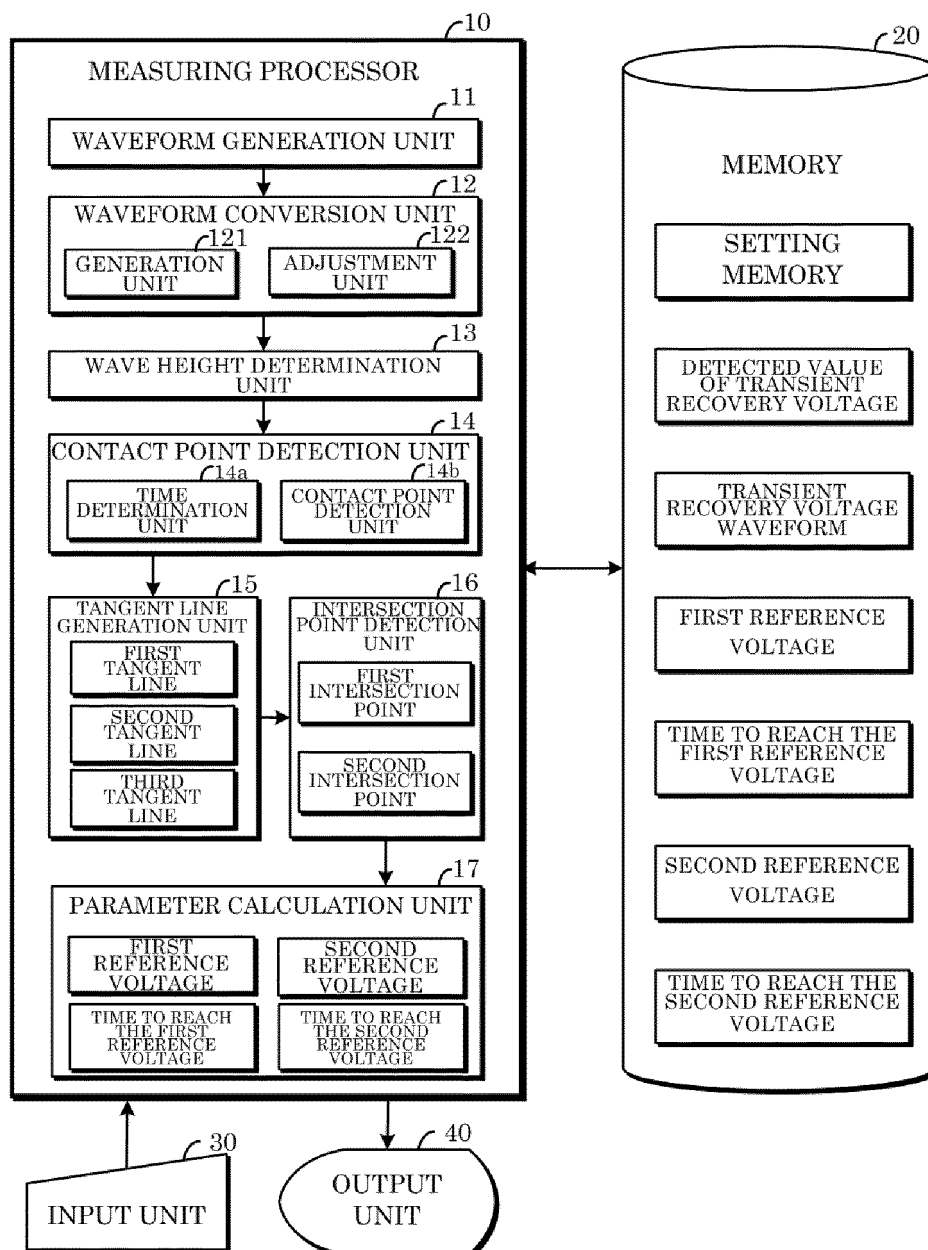 10
MEASURING PROCESSOR
11
WAVEFORM GENERATION UNIT
12
WAVEFORM CONVERSION UNIT
121
GENERATION
UNIT
122
ADJUSTMENT
UNIT
13
WAVE HEIGHT DETERMINATION
UNIT
14
CONTACT POINT DETECTION UNIT
14a
TIME
DETERMINATION
UNIT
14b
CONTACT POINT
DETECTION
UNIT
15
TANGENT LINE
GENERATION UNIT
FIRST
TANGENT
LINE
SECOND
TANGENT
LINE
THIRD
TANGENT
LINE
16
INTERSECTION
POINT DETECTION
UNIT
FIRST
INTERSECTION
POINT
SECOND
INTERSECTION
POINT
17
PARAMETER CALCULATION UNIT
FIRST
REFERENCE
VOLTAGE
SECOND
REFERENCE
VOLTAGE
TIME TO REACH
THE FIRST
REFERENCE
VOLTAGE
TIME TO REACH
THE SECOND
REFERENCE
VOLTAGE
30
INPUT UNIT
40
OUTPUT
UNIT
20
MEMORY
SETTING
MEMORY
DETECTED VALUE
OF TRANSIENT
RECOVERY VOLTAGE
TRANSIENT
RECOVERY VOLTAGE
WAVEFORM
FIRST REFERENCE
VOLTAGE
TIME TO REACH THE
FIRST REFERENCE
VOLTAGE
SECOND REFERENCE
VOLTAGE
TIME TO REACH THE
SECOND REFERENCE
VOLTAGE